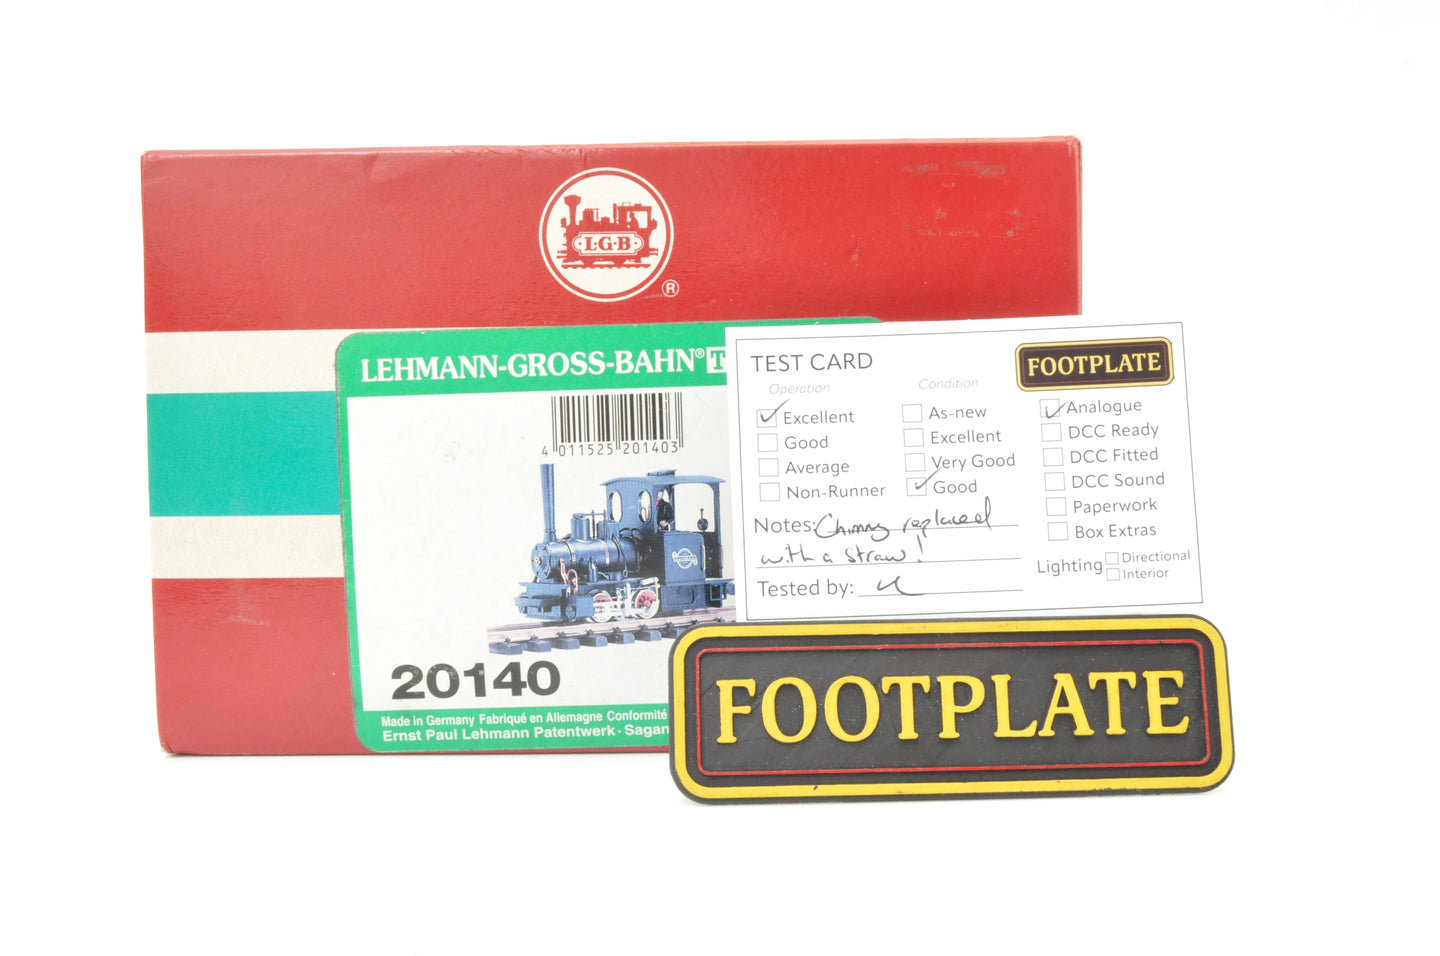 L·G·B
®
LEHMANN-GROSS-BAHN® T
4 011525 201403
20140
Made in Germany Fabriqué en Allemagne Conformité
Ernst Paul Lehmann Patentwerk · Sagan
TEST CARD
FOOTPLATE
Operation
Excellent
Good
Average
Non-Runner
Condition
As-new
Excellent
Very Good
Good
Analogue
DCC Ready
DCC Fitted
DCC Sound
Paperwork
Box Extras
Notes: Chimney replaced
with a straw!
Lighting
Directional
Interior
Tested by:
FOOTPLATE